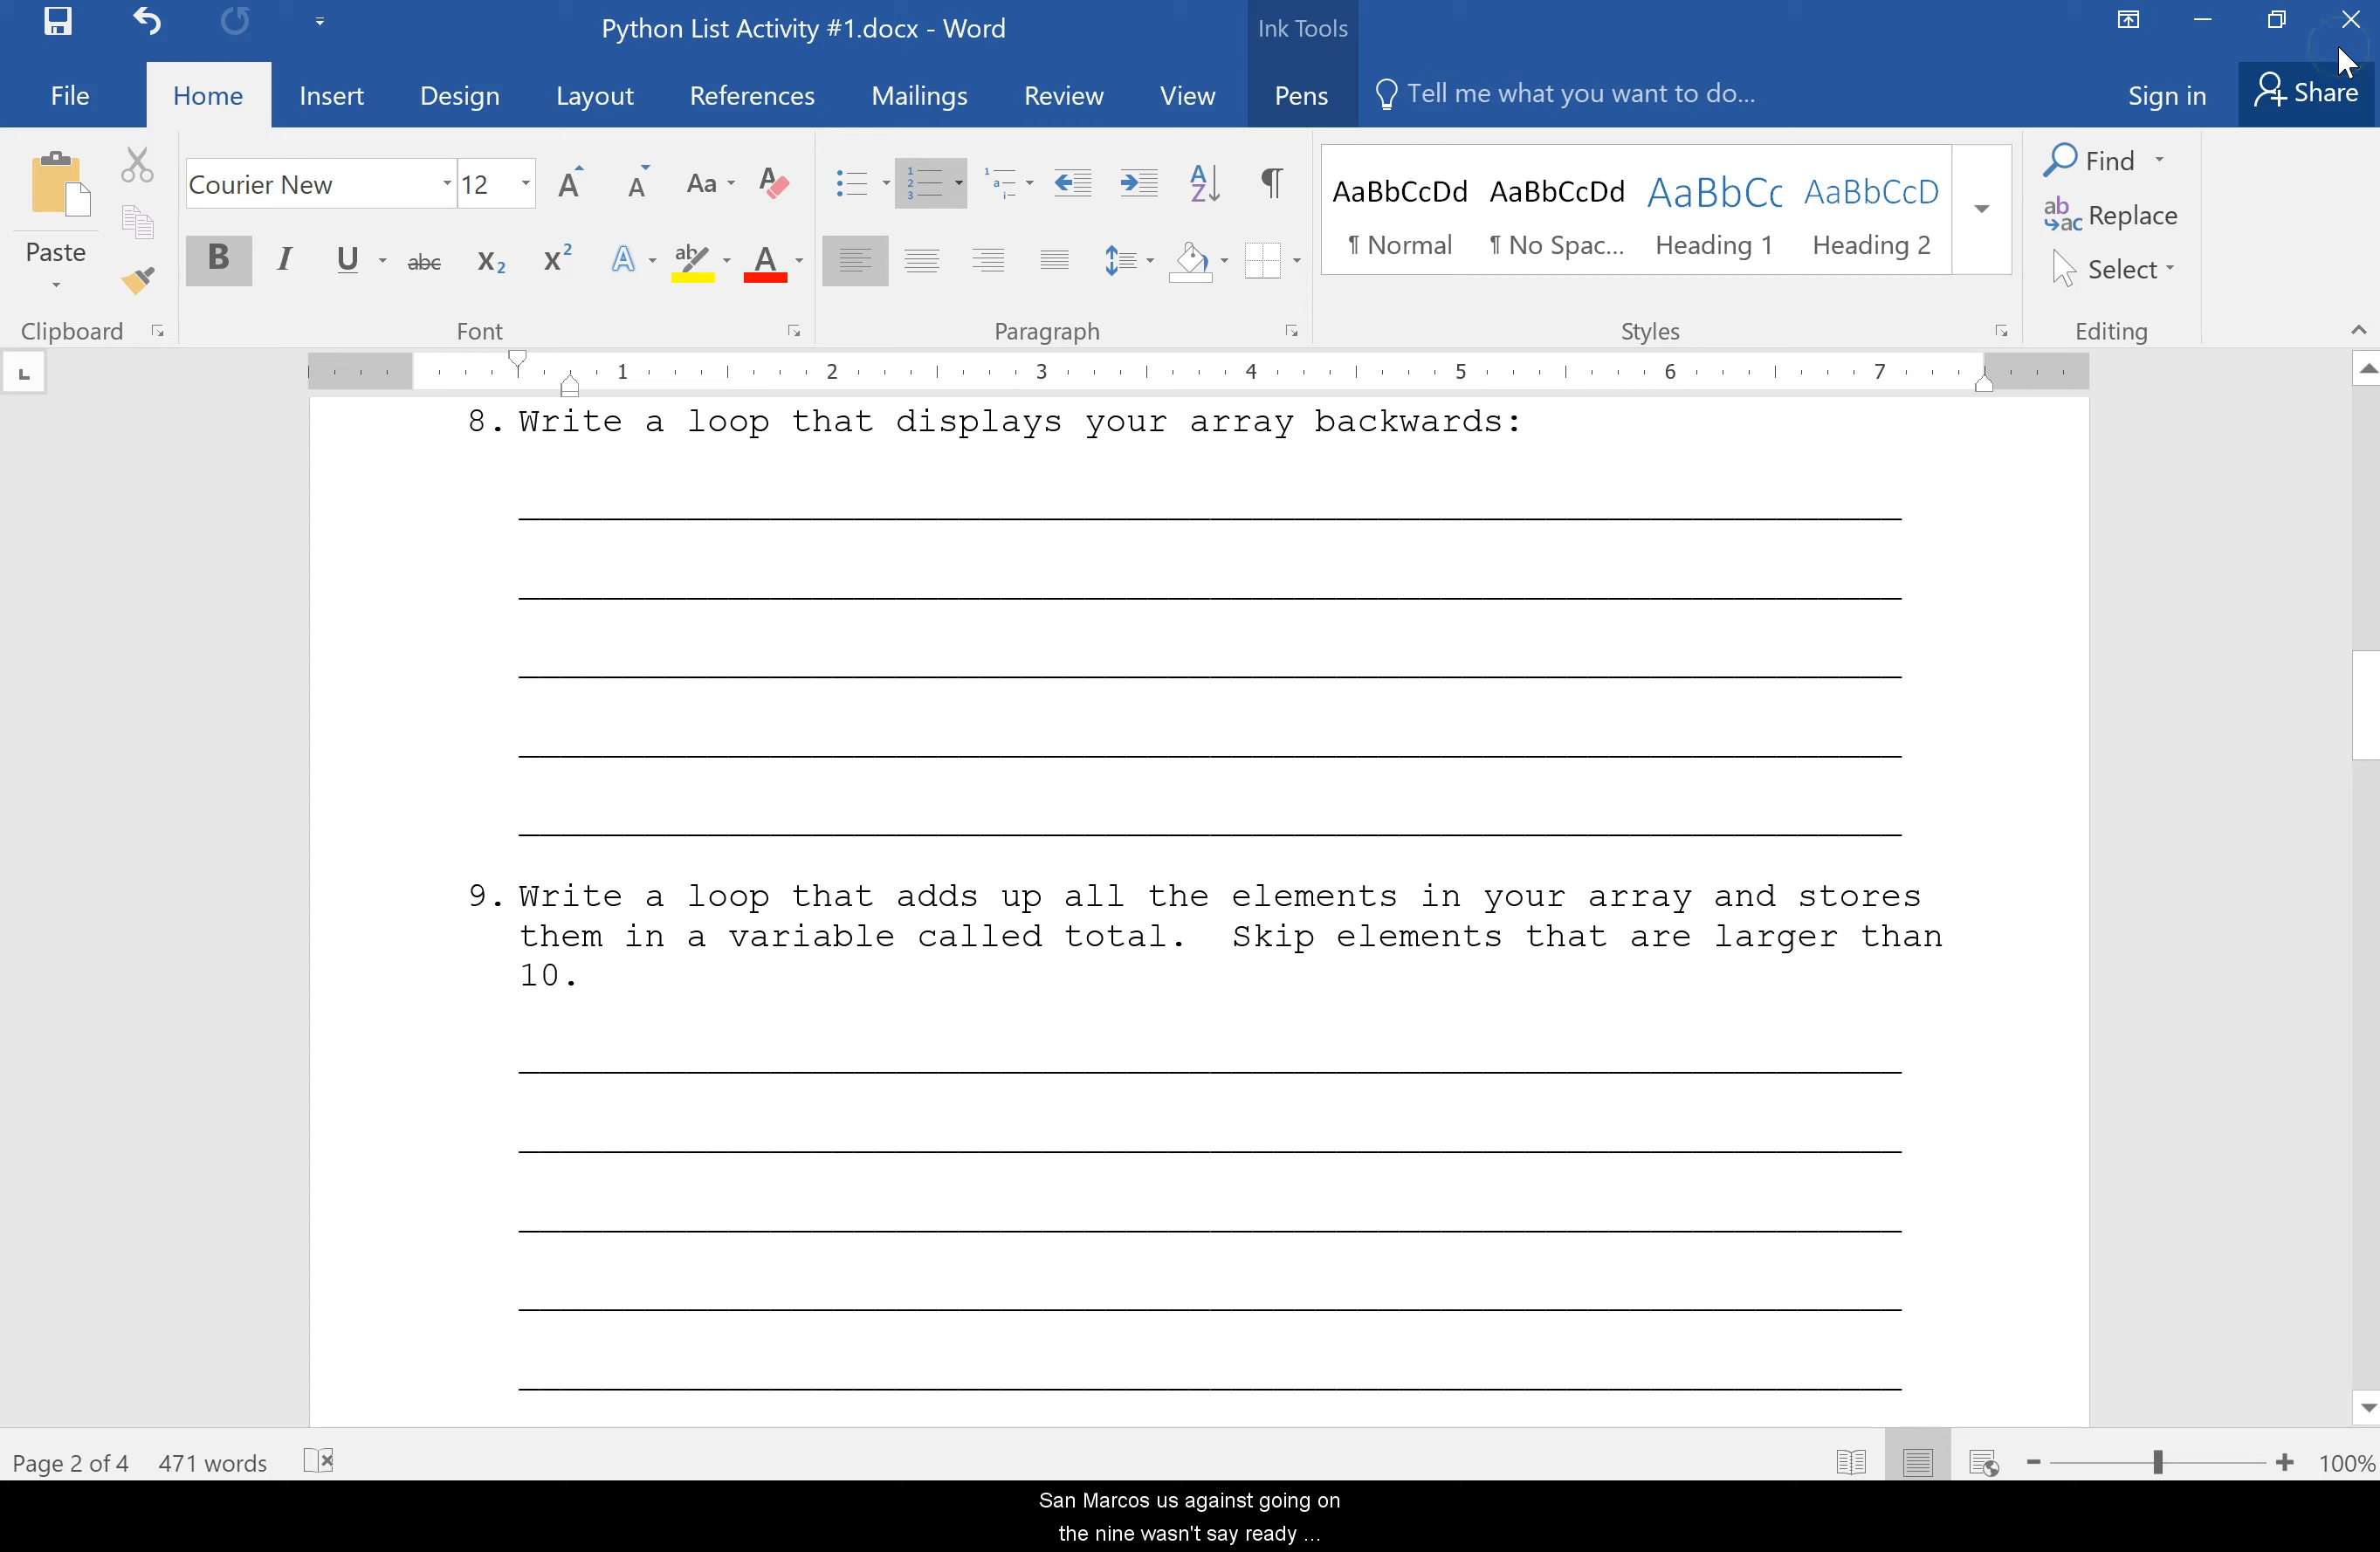 Python List Activity #1.docx - Word
Ink Tools
File
Home
Insert
Design
Layout
References
Mailings
Review
View
Pens
Tell me what you want to do...
Sign in
Share
Paste
Clipboard
Courier New
12
Font
Paragraph
AaBbCcDd
¶ Normal
AaBbCcDd
¶ No Spac...
AaBbCc
Heading 1
AaBbCcD
Heading 2
Styles
Find
Replace
Select
Editing
1 2 3 4 5 6 7
8. Write a loop that displays your array backwards:
9. Write a loop that adds up all the elements in your array and stores
them in a variable called total. Skip elements that are larger than
10.
Page 2 of 4
471 words
100%
San Marcos us against going on
the nine wasn't say ready ...